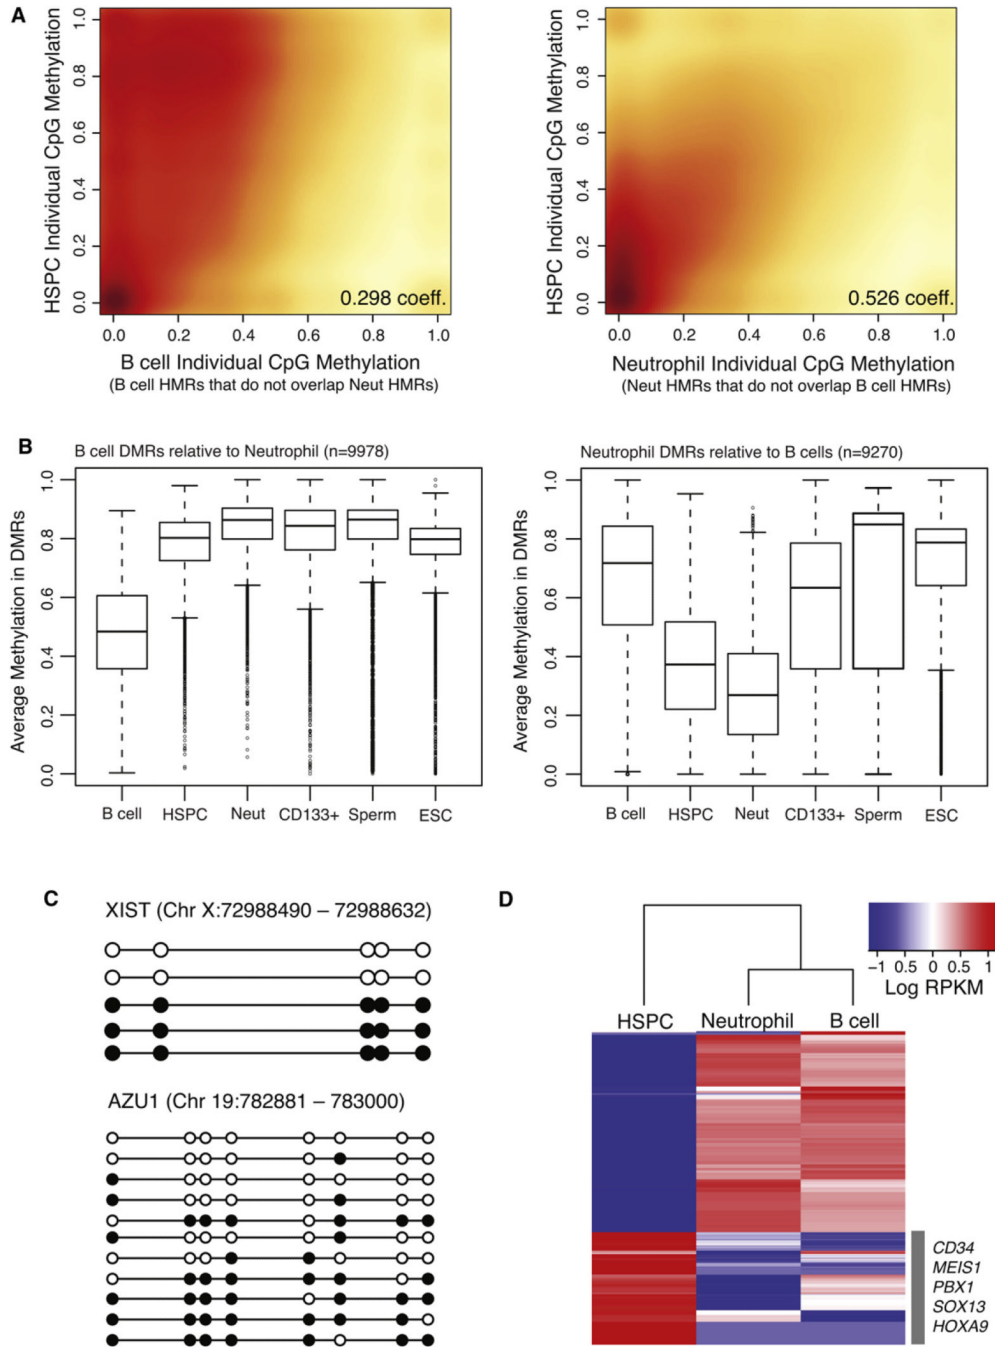 A
HSPC Individual CpG Methylation
1.0
0.8
0.6
0.4
0.2
0.0
0.298 coeff.
0.0 0.2 0.4 0.6 0.8 1.0
B cell Individual CpG Methylation
(B cell HMRs that do not overlap Neut HMRs)
HSPC Individual CpG Methylation
1.0
0.8
0.6
0.4
0.2
0.0
0.526 coeff.
0.0 0.2 0.4 0.6 0.8 1.0
Neutrophil Individual CpG Methylation
(Neut HMRs that do not overlap B cell HMRs)
B
B cell DMRs relative to Neutrophil (n=9978)
Average Methylation in DMRs
1.0
0.8
0.6
0.4
0.2
0.0
B cell HSPC Neut CD133+ Sperm ESC
Neutrophil DMRs relative to B cells (n=9270)
Average Methylation in DMRs
1.0
0.8
0.6
0.4
0.2
0.0
B cell HSPC Neut CD133+ Sperm ESC
C
XIST (Chr X:72988490 – 72988632)
AZU1 (Chr 19:782881 – 783000)
D
−1 0.5 0 0.5 1
Log RPKM
HSPC Neutrophil B cell
CD34
MEIS1
PBX1
SOX13
HOXA9